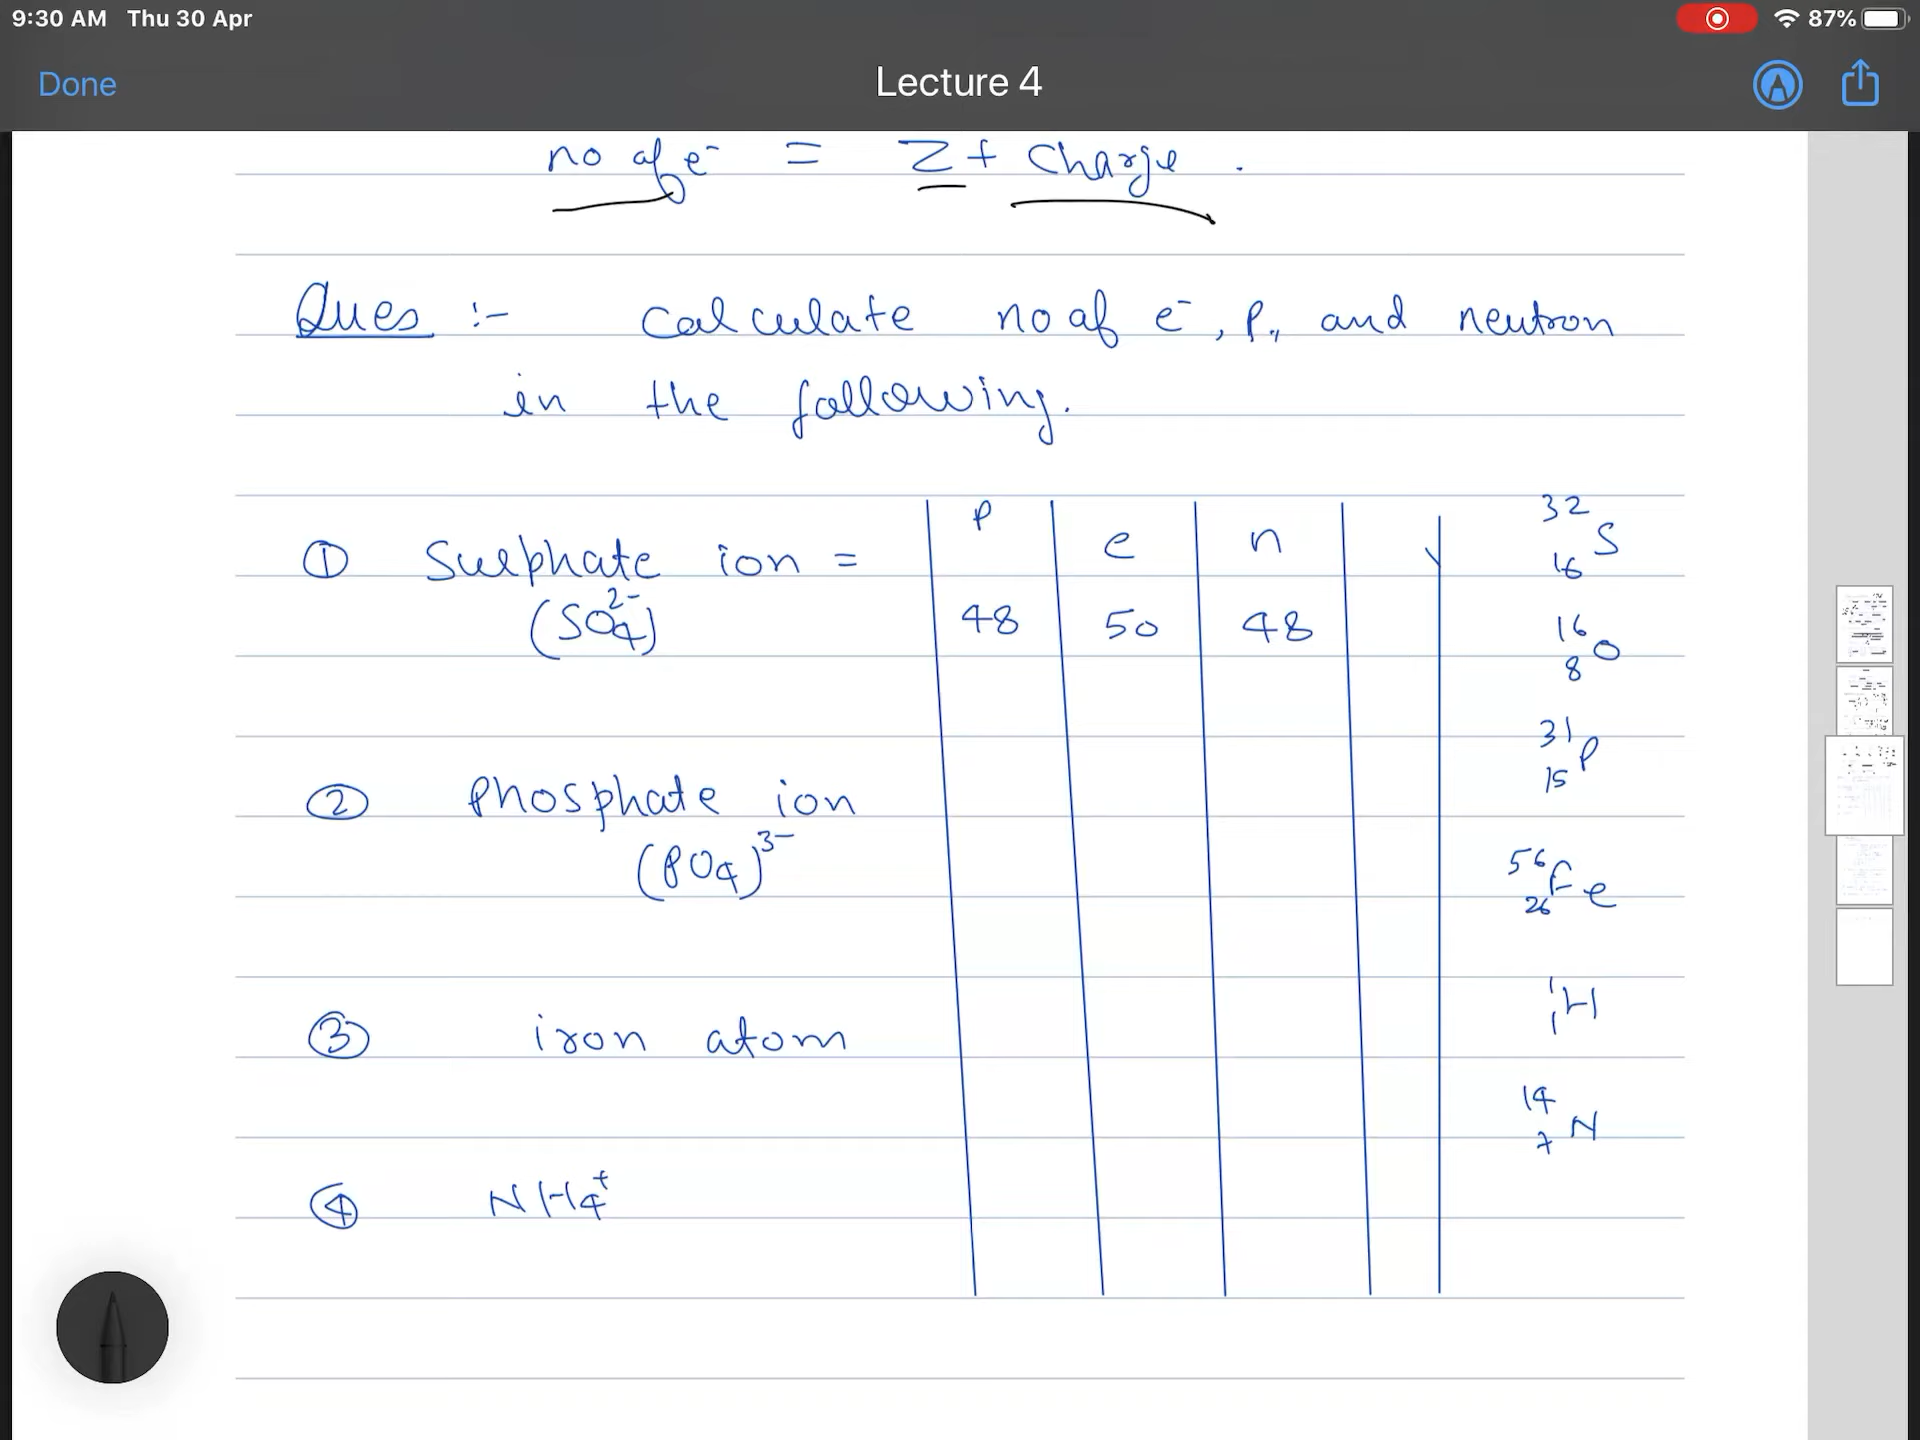 9:30 AM Thu 30 Apr
87%
Done
Lecture 4
no of e⁻ = Z + Charge .
Ques :- Calculate no of e⁻, P, and neutron
in the following.
P e n
① Sulphate ion =
(SO₄²⁻) 48 50 48
② Phosphate ion
(PO₄)³⁻
③ iron atom
④ NH₄⁺
³²₁₆S
¹⁶₈O
³¹₁₅P
⁵⁶₂₆Fe
¹₁H
¹⁴₇N